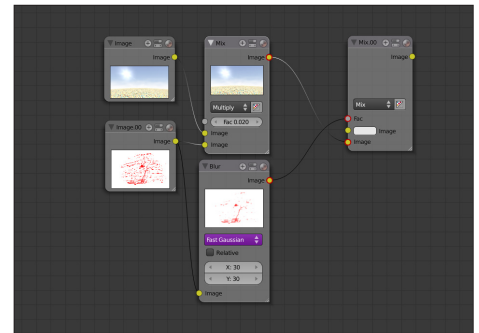 Image
Image
Image.00
Image
Mix
Image
Multiply
Fac 0.020
Image
Image
Blur
Image
Fast Gaussian
Relative
X: 30
Y: 30
Image
Mix.00
Image
Mix
Fac
Image
Image